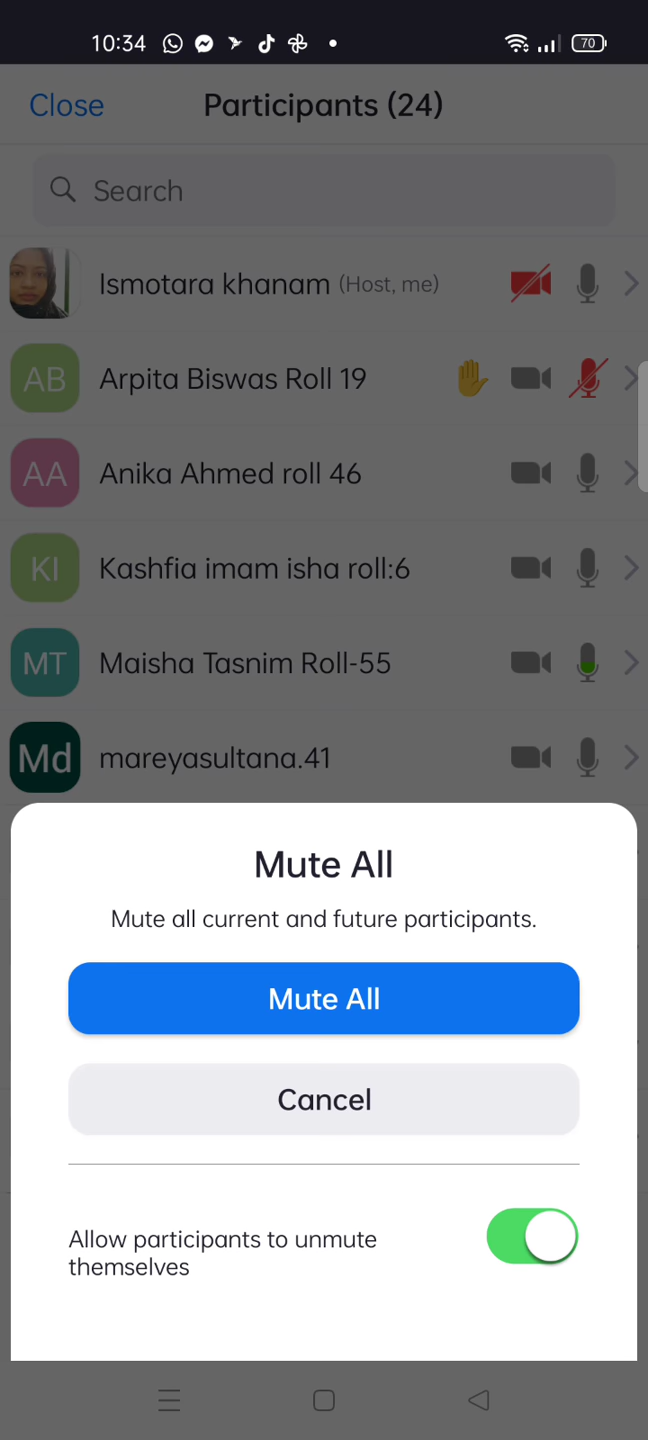 10:34 70
Close Participants (24)
Search
Ismotara khanam (Host, me)
AB Arpita Biswas Roll 19
AA Anika Ahmed roll 46
KI Kashfia imam isha roll:6
MT Maisha Tasnim Roll-55
Md mareyasultana.41
Mute All
Mute all current and future participants.
Mute All
Cancel
Allow participants to unmute
themselves